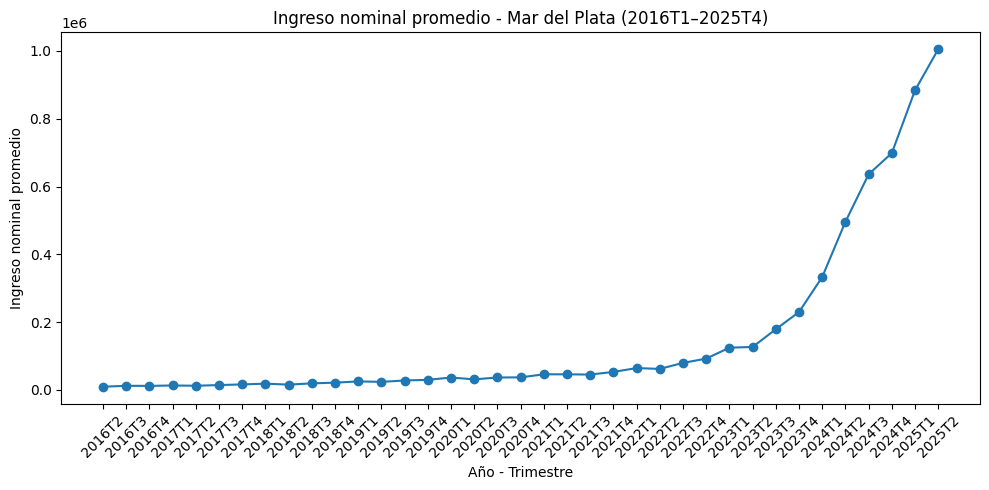 Ingreso nominal promedio - Mar del Plata (2016T1–2025T4)
1e6
Ingreso nominal promedio
1.0
0.8
0.6
0.4
0.2
0.0
2016T2
2016T3
2016T4
2017T1
2017T2
2017T3
2017T4
2018T1
2018T2
2018T3
2018T4
2019T1
2019T2
2019T3
2019T4
2020T1
2020T2
2020T3
2020T4
2021T1
2021T2
2021T3
2021T4
2022T1
2022T2
2022T3
2022T4
2023T1
2023T2
2023T3
2023T4
2024T1
2024T2
2024T3
2024T4
2025T1
2025T2
Año - Trimestre